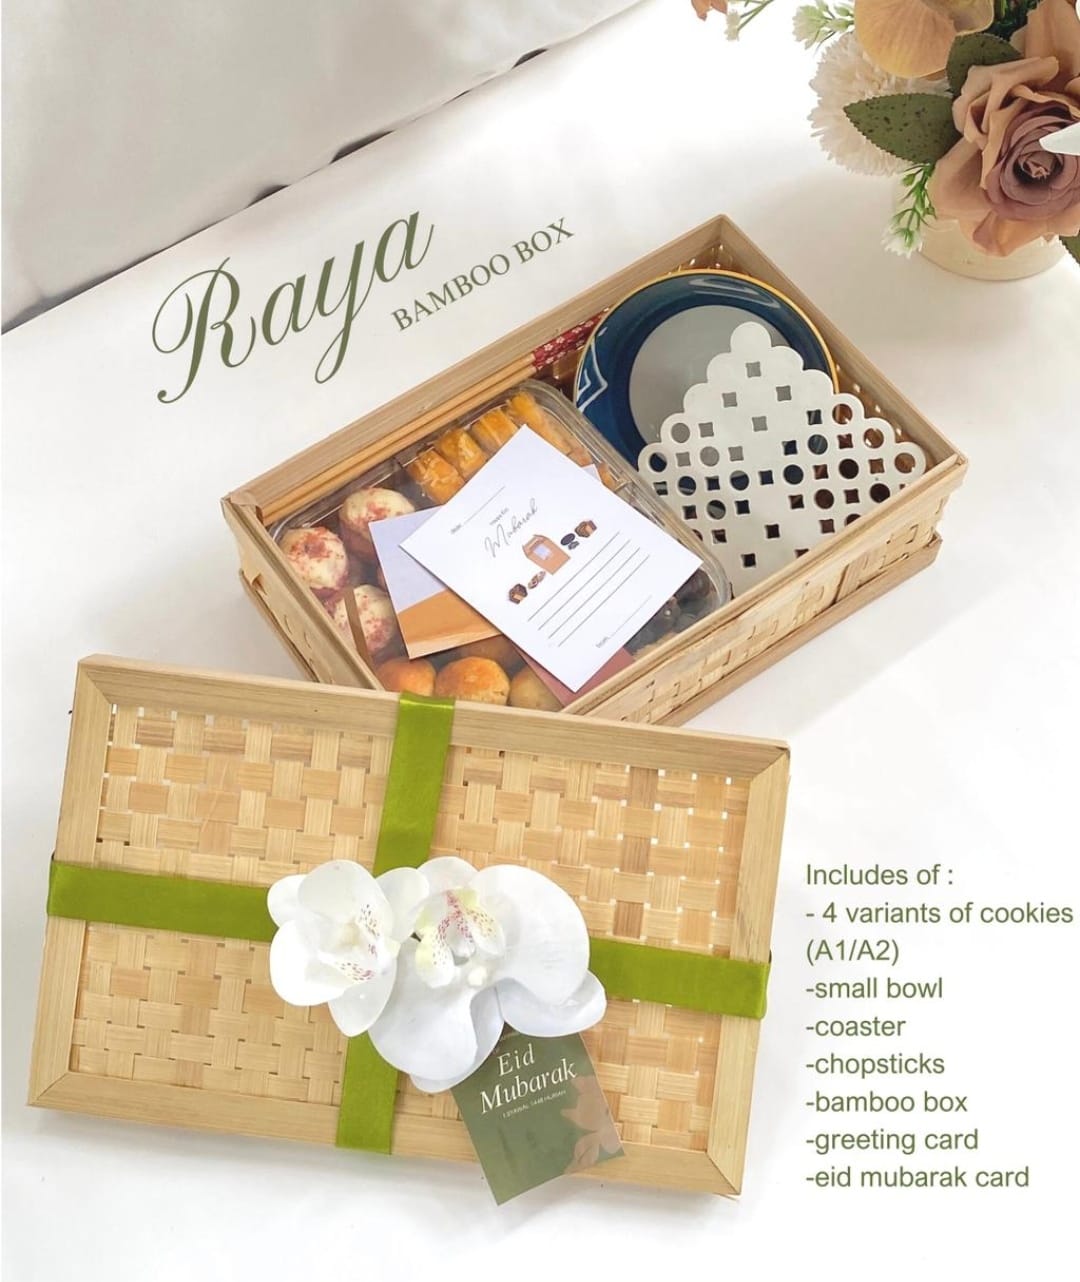 Raya
BAMBOO BOX
Mubarak
Includes of :
- 4 variants of cookies
(A1/A2)
-small bowl
-coaster
-chopsticks
-bamboo box
-greeting card
-eid mubarak card
Eid
Mubarak